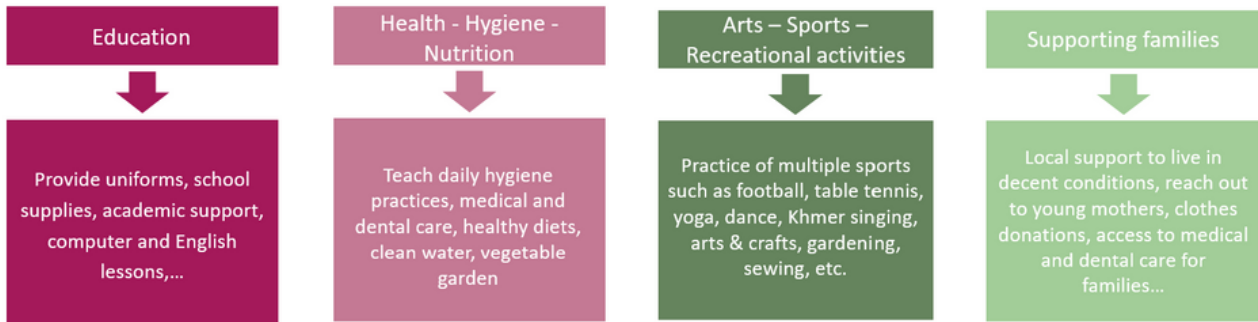 Education
Provide uniforms, school
supplies, academic support,
computer and English
lessons,...
Health - Hygiene -
Nutrition
Teach daily hygiene
practices, medical and
dental care, healthy diets,
clean water, vegetable
garden
Arts – Sports –
Recreational activities
Practice of multiple sports
such as football, table tennis,
yoga, dance, Khmer singing,
arts & crafts, gardening,
sewing, etc.
Supporting families
Local support to live in
decent conditions, reach out
to young mothers, clothes
donations, access to medical
and dental care for
families...